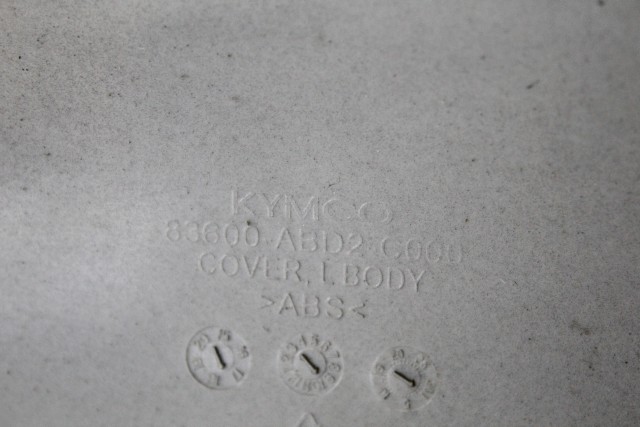 KYMCO
83600-ABD2-C000
COVER, L.BODY
>ABS<